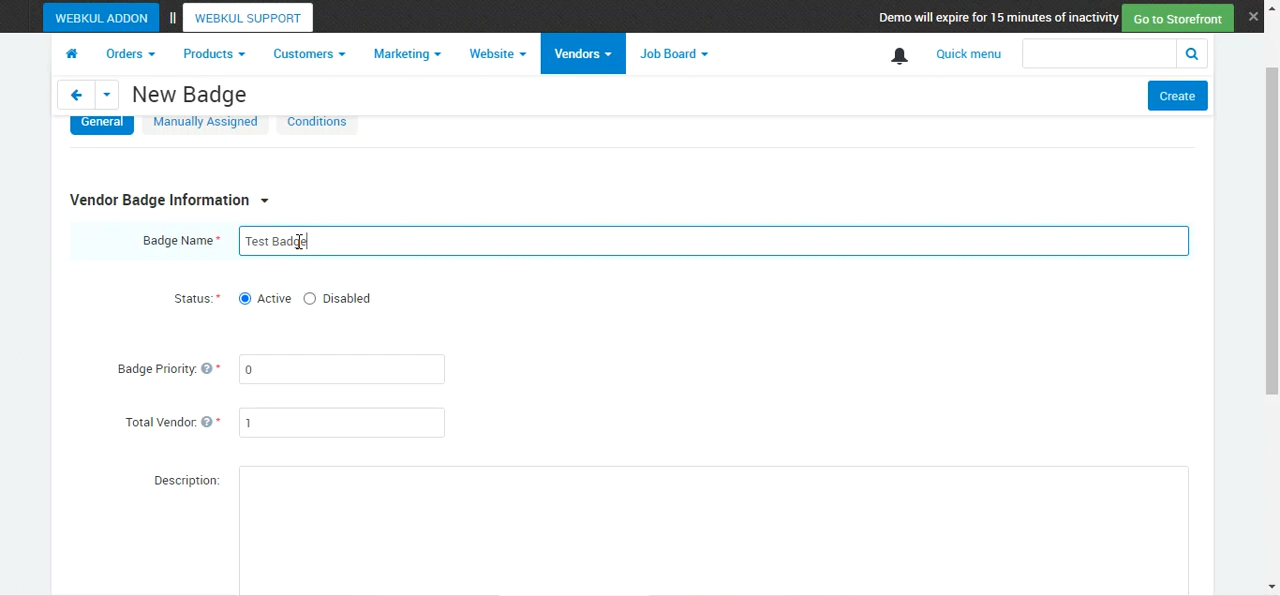 WEBKUL ADDON || WEBKUL SUPPORT Demo will expire for 15 minutes of inactivity Go to Storefront ×
Orders Products Customers Marketing Website Vendors Job Board Quick menu
New Badge Create
General Manually Assigned Conditions
Vendor Badge Information
Badge Name* Test Badge
Status:* Active Disabled
Badge Priority: ? * 0
Total Vendor: ? * 1
Description: